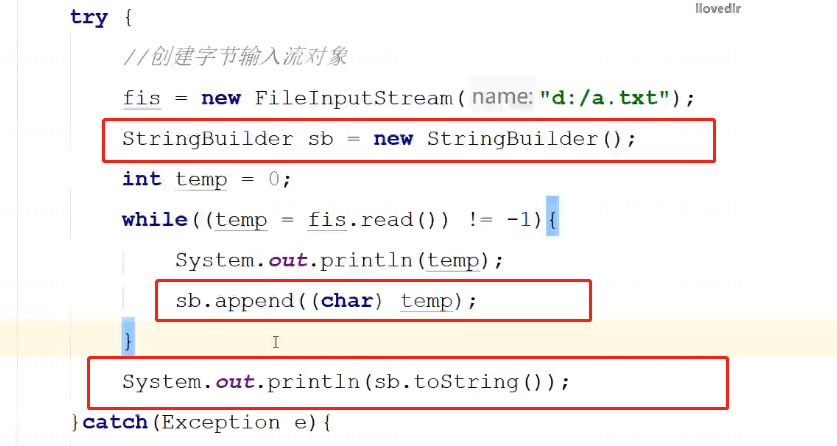 llovedlr
try {
//创建字节输入流对象
fis = new FileInputStream( name: "d:/a.txt");
StringBuilder sb = new StringBuilder();
int temp = 0;
while((temp = fis.read()) != -1){
System.out.println(temp);
sb.append((char) temp);
}
System.out.println(sb.toString());
}catch(Exception e){